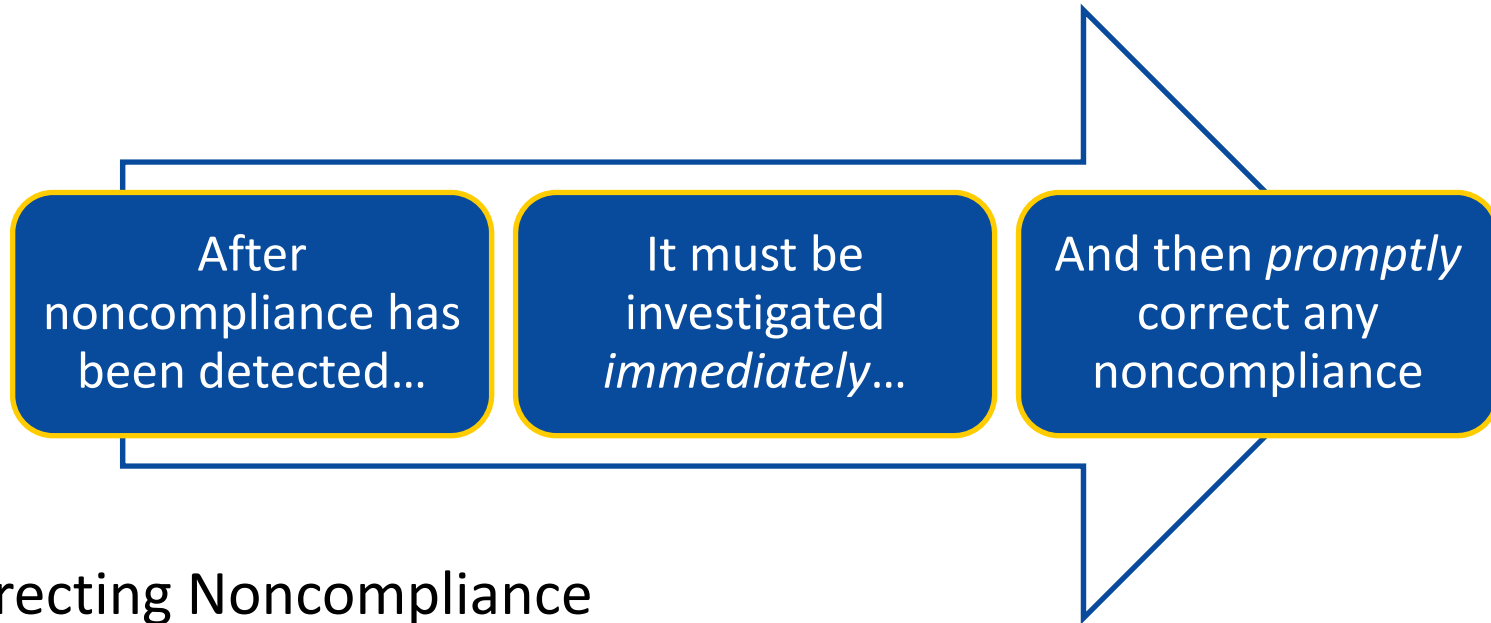 After
noncompliance has
been detected…
It must be
investigated
immediately…
And then promptly
correct any
noncompliance
recting Noncompliance